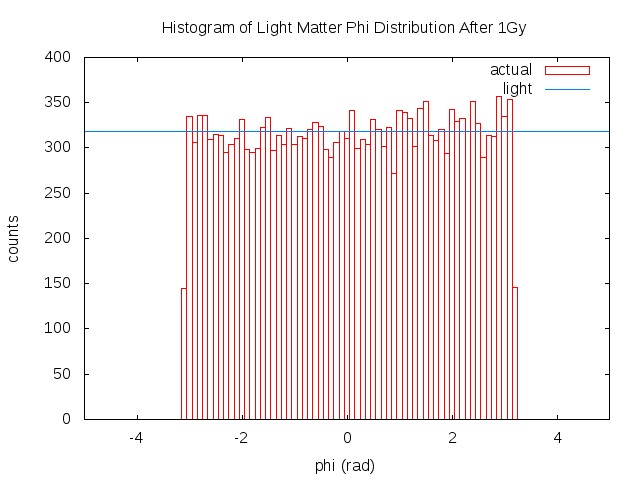 Histogram of Light Matter Phi Distribution After 1Gy
400
350
300
250
200
150
100
50
0
counts
actual
light
-4
-2
0
2
4
phi (rad)